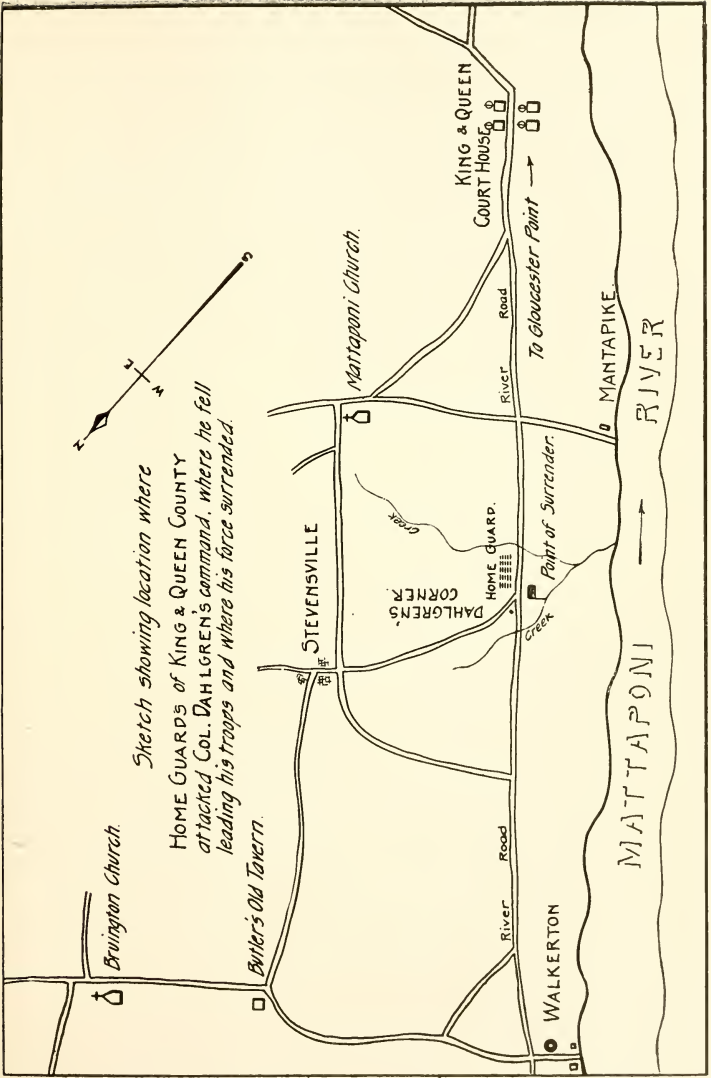 Sketch showing location where
HOME GUARDS of KING & QUEEN COUNTY
attacked COL. DAHLGREN'S command, where he fell
leading his troops and where his force surrendered.
N
E
W
S
Bruington Church.
Butler's Old Tavern.
STEVENSVILLE
Mattaponi Church.
KING & QUEEN
COURT HOUSE
DAHLGREN'S
CORNER.
HOME GUARD.
Creek
Creek
Point of Surrender.
River Road
River Road
To Gloucester Point
WALKERTON
MANTAPIKE.
MATTAPONI RIVER